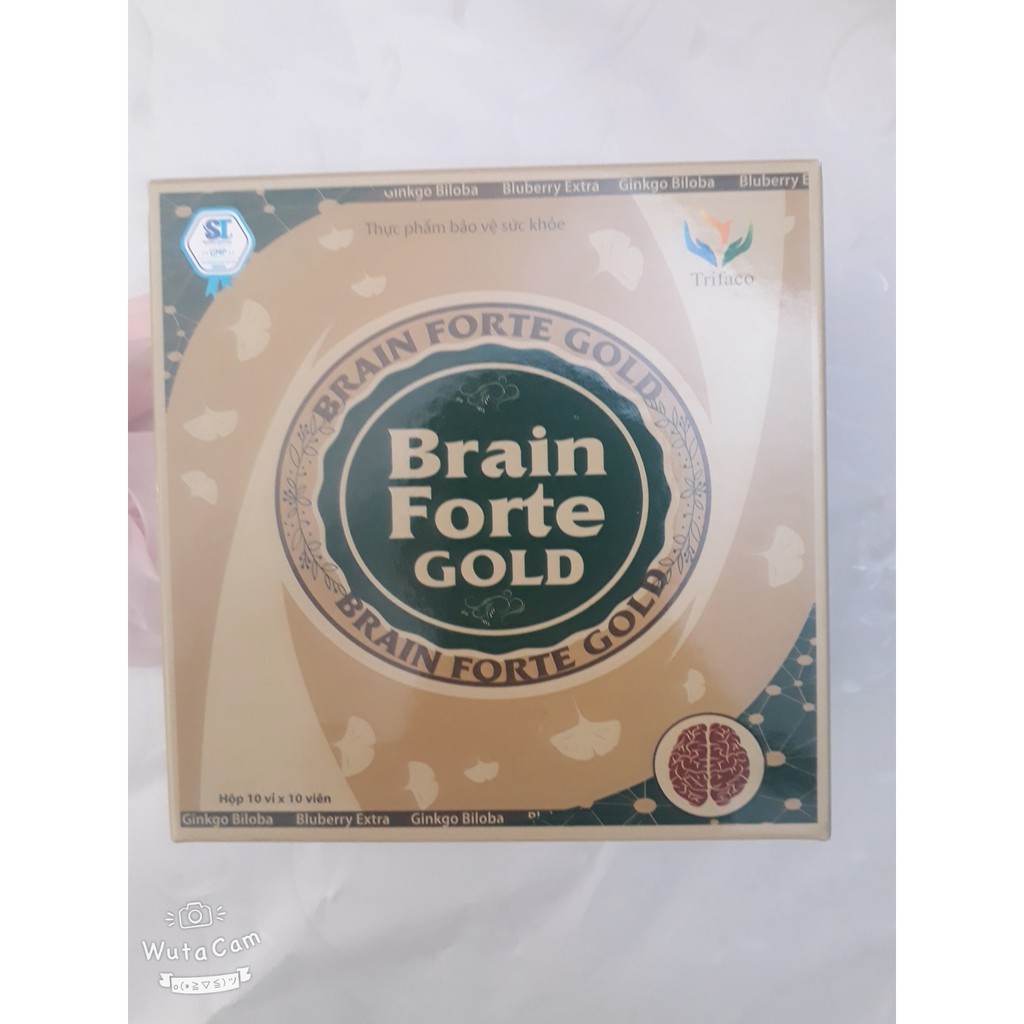 Ginkgo Biloba Bluberry Extra Ginkgo Biloba Bluberry E
Thực phẩm bảo vệ sức khỏe
GMP
Trifaco
BRAIN FORTE GOLD
Brain
Forte
GOLD
BRAIN FORTE GOLD
Hộp 10 vỉ x 10 viên
Ginkgo Biloba Bluberry Extra Ginkgo Biloba
WutaCam